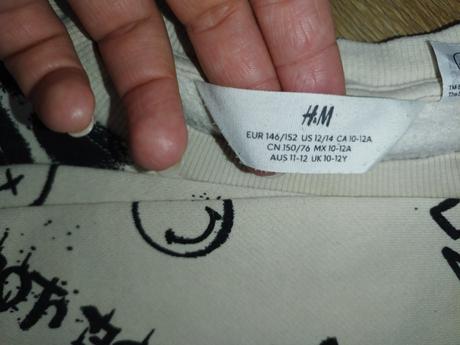 H&M
EUR 146/152 US 12/14 CA 10-12A
CN 150/76 MX 10-12A
AUS 11-12 UK 10-12Y